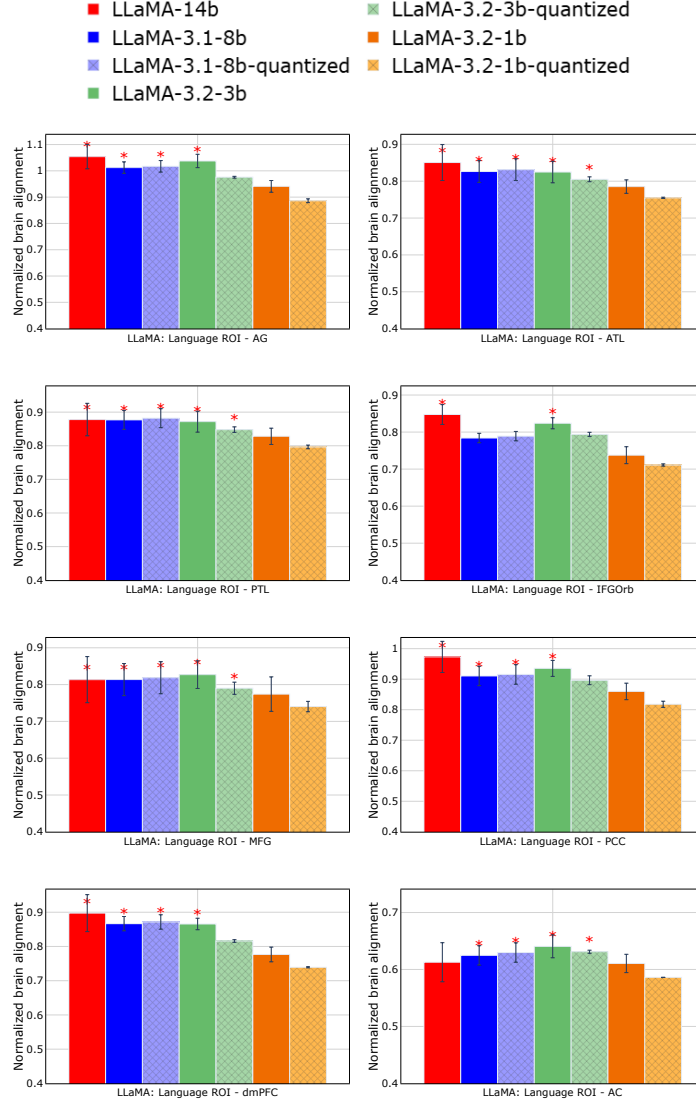 LLaMA-14b
LLaMA-3.1-8b
LLaMA-3.1-8b-quantized
LLaMA-3.2-3b
LLaMA-3.2-3b-quantized
LLaMA-3.2-1b
LLaMA-3.2-1b-quantized
Normalized brain alignment
1.1
1
0.9
0.8
0.7
0.6
0.5
0.4
* * * *
LLaMA: Language ROI - AG
Normalized brain alignment
0.9
0.8
0.7
0.6
0.5
0.4
* * * * *
LLaMA: Language ROI - ATL
Normalized brain alignment
0.9
0.8
0.7
0.6
0.5
0.4
* * * * *
LLaMA: Language ROI - PTL
Normalized brain alignment
0.9
0.8
0.7
0.6
0.5
0.4
* *
LLaMA: Language ROI - IFGOrb
Normalized brain alignment
0.9
0.8
0.7
0.6
0.5
0.4
* * * * *
LLaMA: Language ROI - MFG
Normalized brain alignment
1
0.9
0.8
0.7
0.6
0.5
0.4
* * * *
LLaMA: Language ROI - PCC
Normalized brain alignment
0.9
0.8
0.7
0.6
0.5
0.4
* * * *
LLaMA: Language ROI - dmPFC
Normalized brain alignment
0.7
0.6
0.5
0.4
* * * *
LLaMA: Language ROI - AC